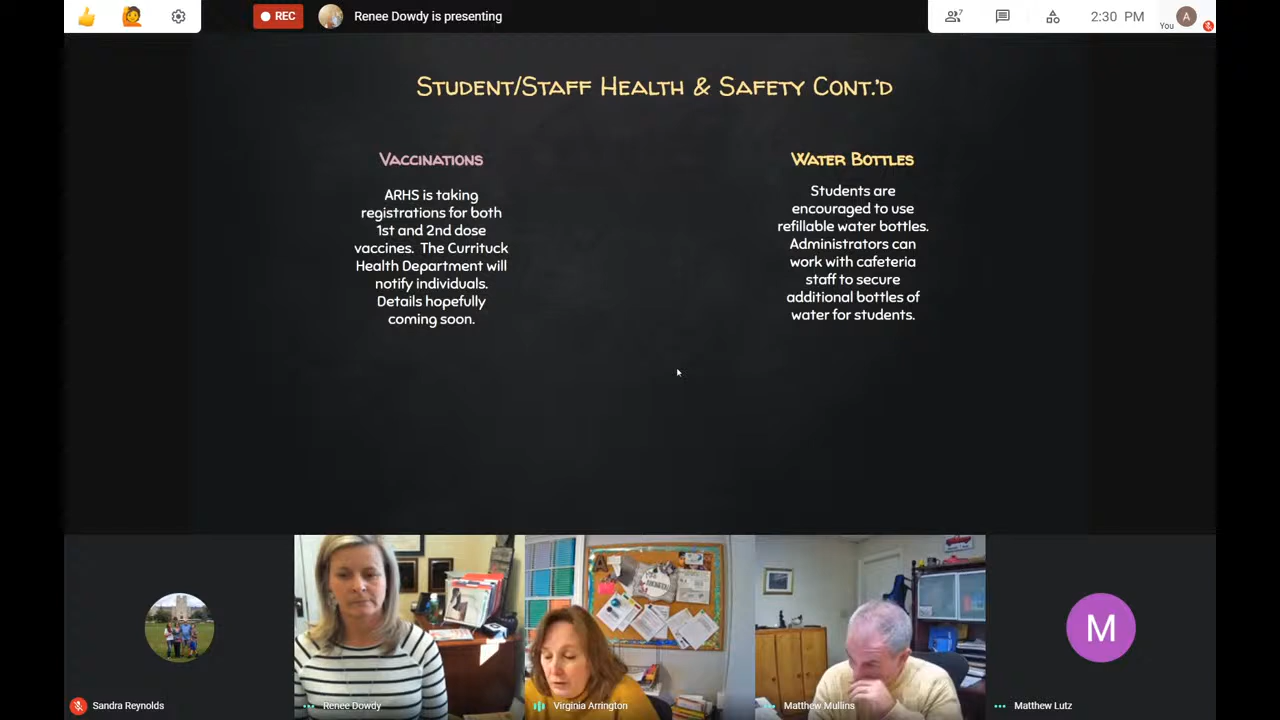 REC
Renee Dowdy is presenting
7
2:30 PM
You
A
Student/Staff Health & Safety Cont.'d
Vaccinations
ARHS is taking
registrations for both
1st and 2nd dose
vaccines. The Currituck
Health Department will
notify individuals.
Details hopefully
coming soon.
Water Bottles
Students are
encouraged to use
refillable water bottles.
Administrators can
work with cafeteria
staff to secure
additional bottles of
water for students.
M
Sandra Reynolds
Renee Dowdy
Virginia Arrington
Matthew Mullins
Matthew Lutz